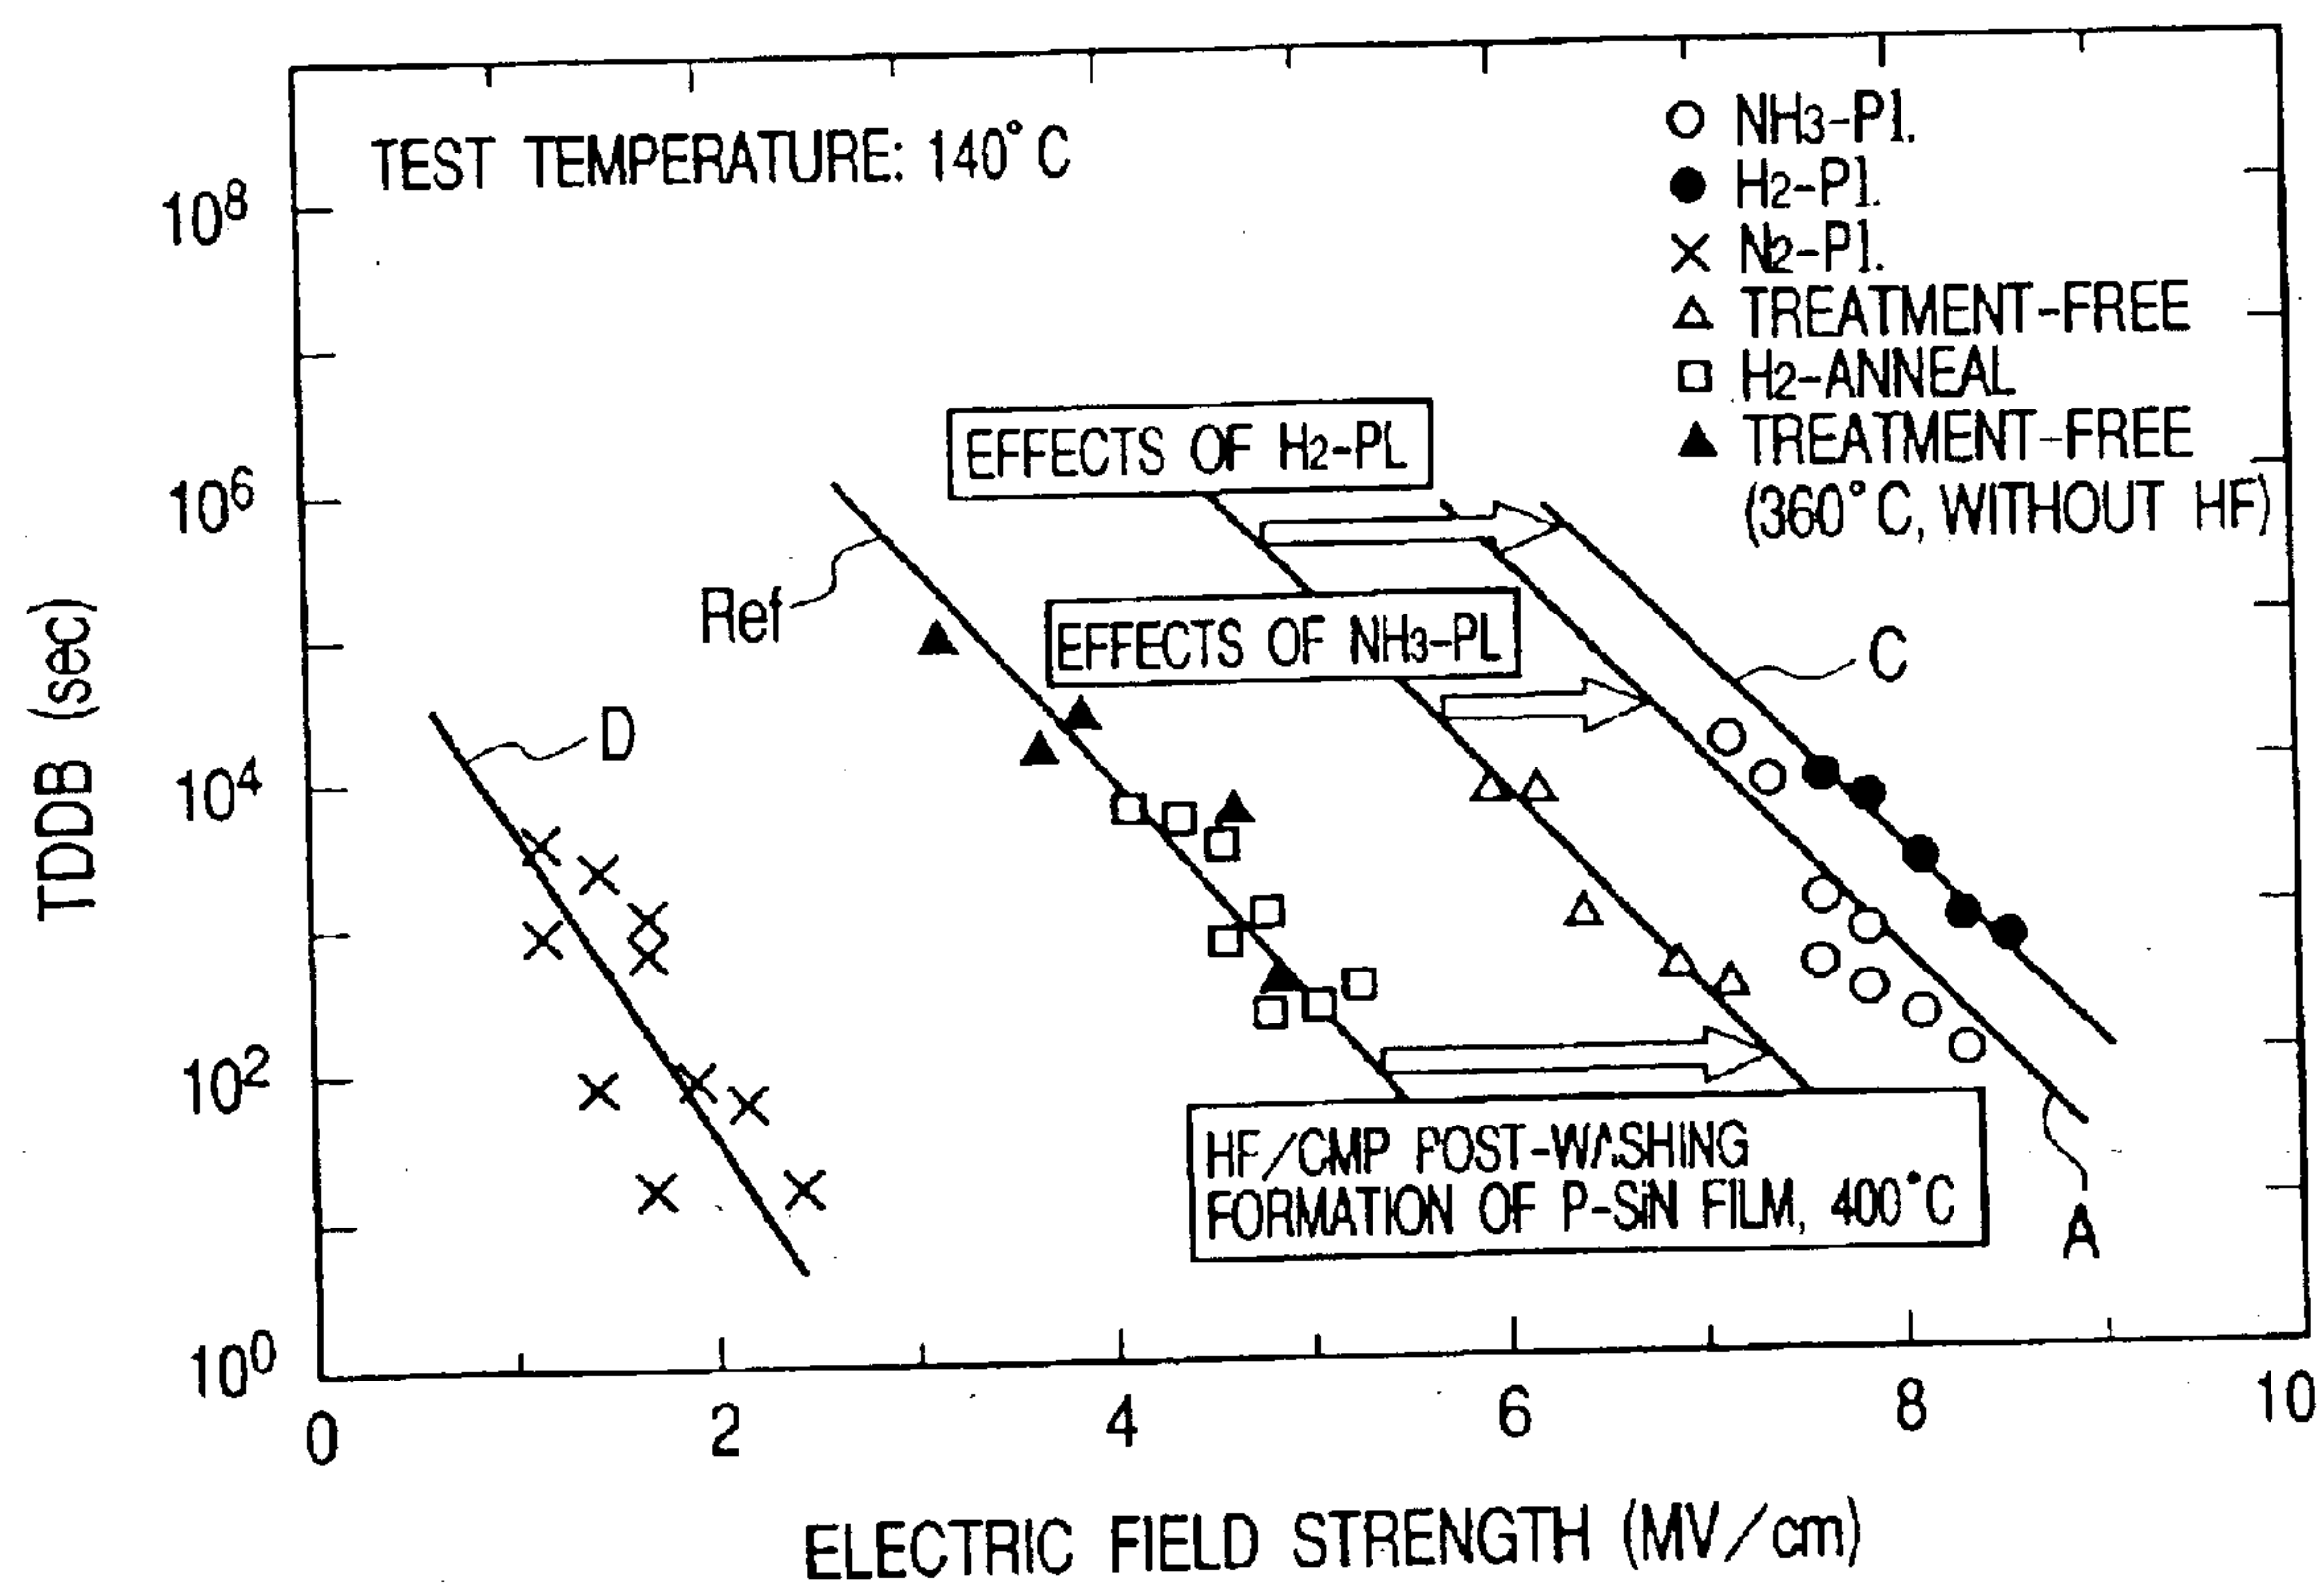 TEST TEMPERATURE: 140°C
NH3-Pl.
H2-Pl.
N2-Pl.
TREATMENT-FREE
H2-ANNEAL
TREATMENT-FREE
(360°C, WITHOUT HF)
10^8
10^6
10^4
10^2
10^0
TDDB (sec)
EFFECTS OF H2-PL
Ref
EFFECTS OF NH3-PL
C
D
HF/CMP POST-WASHING
FORMATION OF P-SiN FILM, 400°C
A
0 2 4 6 8 10
ELECTRIC FIELD STRENGTH (MV/cm)